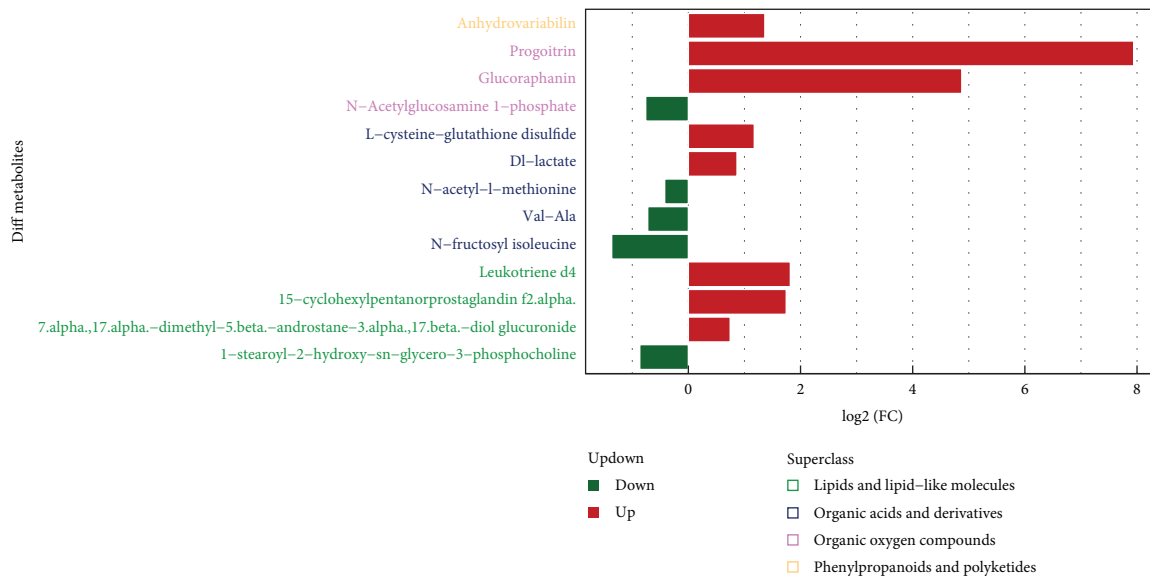 Diff metabolites
Anhydrovariabilin
Progoitrin
Glucoraphanin
N−Acetylglucosamine 1−phosphate
L−cysteine−glutathione disulfide
Dl−lactate
N−acetyl−l−methionine
Val−Ala
N−fructosyl isoleucine
Leukotriene d4
15−cyclohexylpentanorprostaglandin f2.alpha.
7.alpha.,17.alpha.−dimethyl−5.beta.−androstane−3.alpha.,17.beta.−diol glucuronide
1−stearoyl−2−hydroxy−sn−glycero−3−phosphocholine
0 2 4 6 8
log2 (FC)
Updown
Down
Up
Superclass
Lipids and lipid−like molecules
Organic acids and derivatives
Organic oxygen compounds
Phenylpropanoids and polyketides